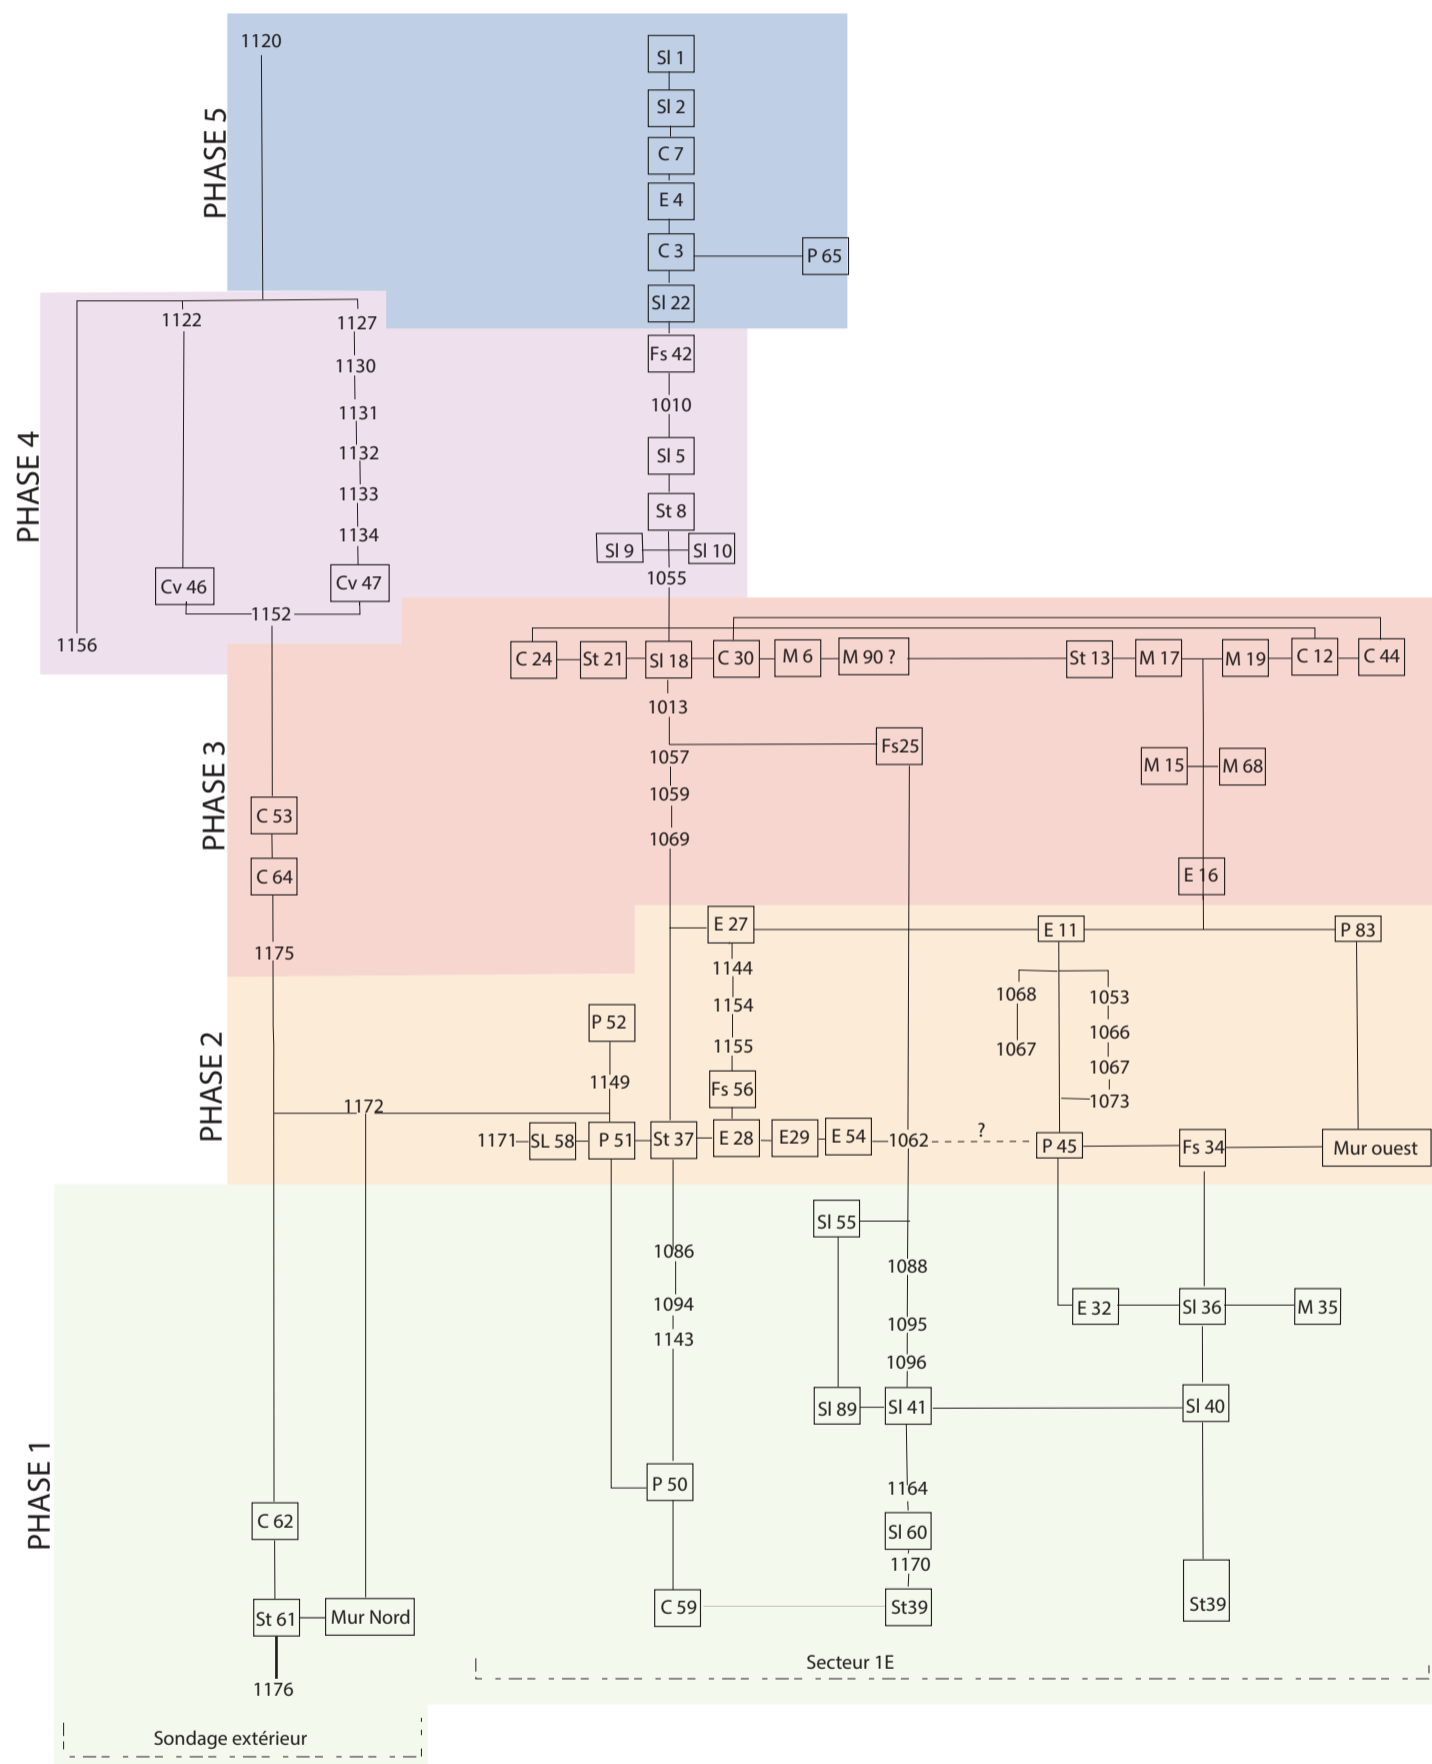 PHASE 5
1120
Sl 1
Sl 2
C 7
E 4
C 3
P 65
Sl 22
PHASE 4
1122
1127
Fs 42
1130
1010
1131
1132
Sl 5
1133
St 8
1134
Sl 9
Sl 10
Cv 46
Cv 47
1055
1152
1156
PHASE 3
C 24
St 21
Sl 18
C 30
M 6
M 90 ?
St 13
M 17
M 19
C 12
C 44
1013
Fs25
1057
M 15
M 68
1059
C 53
1069
C 64
E 16
1175
PHASE 2
E 27
E 11
P 83
1144
1068
1053
1154
P 52
1066
1155
1067
1067
1149
Fs 56
1073
1172
1171
SL 58
P 51
St 37
E 28
E29
E 54
1062
?
P 45
Fs 34
Mur ouest
PHASE 1
Sl 55
1086
1088
1094
E 32
Sl 36
M 35
1095
1143
1096
Sl 89
Sl 41
Sl 40
P 50
1164
C 62
Sl 60
1170
St 61
Mur Nord
C 59
St39
St39
Secteur 1E
1176
Sondage extérieur